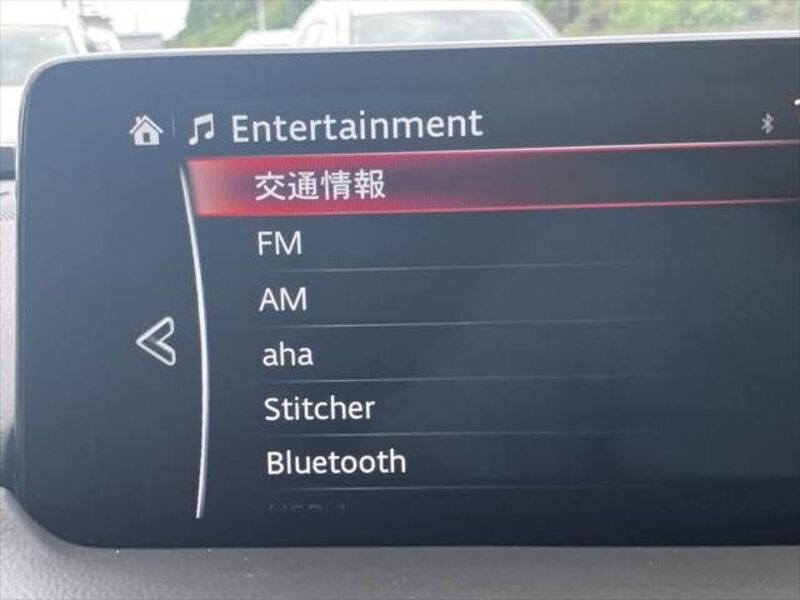 Entertainment
交通情報
FM
AM
aha
Stitcher
Bluetooth